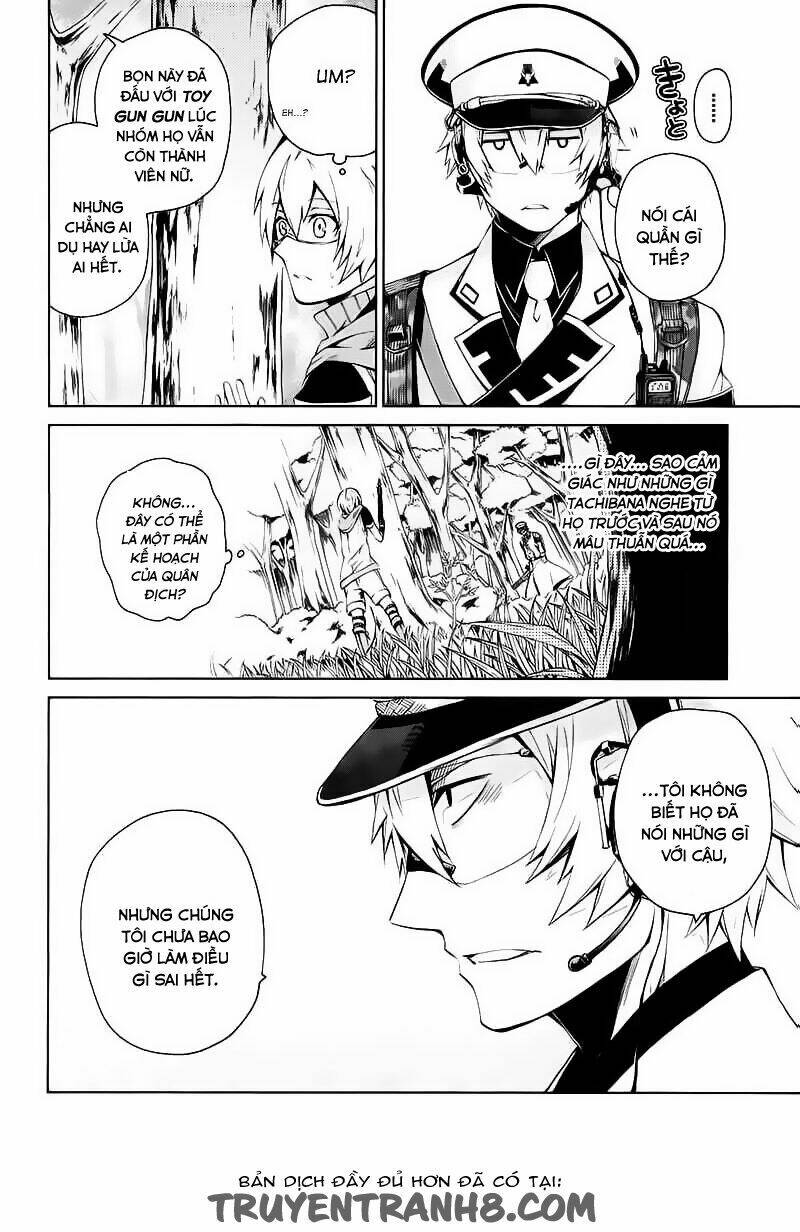 ......
きょと
NÓI CÁI
QUẦN GÌ
THẾ?
UM?
EH...?
BỌN NÀY ĐÃ
ĐẤU VỚI TOY
GUN GUN LÚC
NHÓM HỌ VẪN
CÒN THÀNH
VIÊN NỮ.
NHƯNG
CHẲNG AI
DỤ HAY LỪA
AI HẾT.
....GÌ ĐÂY... SAO CẢM
GIÁC NHƯ NHỮNG GÌ
TACHIBANA NGHE TỪ
HỌ TRƯỚC VÀ SAU NÓ
MÂU THUẪN QUÁ...
KHÔNG...
ĐÂY CÓ THỂ
LÀ MỘT PHẦN
KẾ HOẠCH
CỦA QUÂN
ĐỊCH?
...TÔI KHÔNG
BIẾT HỌ ĐÃ
NÓI NHỮNG GÌ
VỚI CẬU,
NHƯNG CHÚNG
TÔI CHƯA BAO
GIỜ LÀM ĐIỀU
GÌ SAI HẾT.
BẢN DỊCH ĐẦY ĐỦ HƠN ĐÃ CÓ TẠI:
TRUYENTRANH8.COM